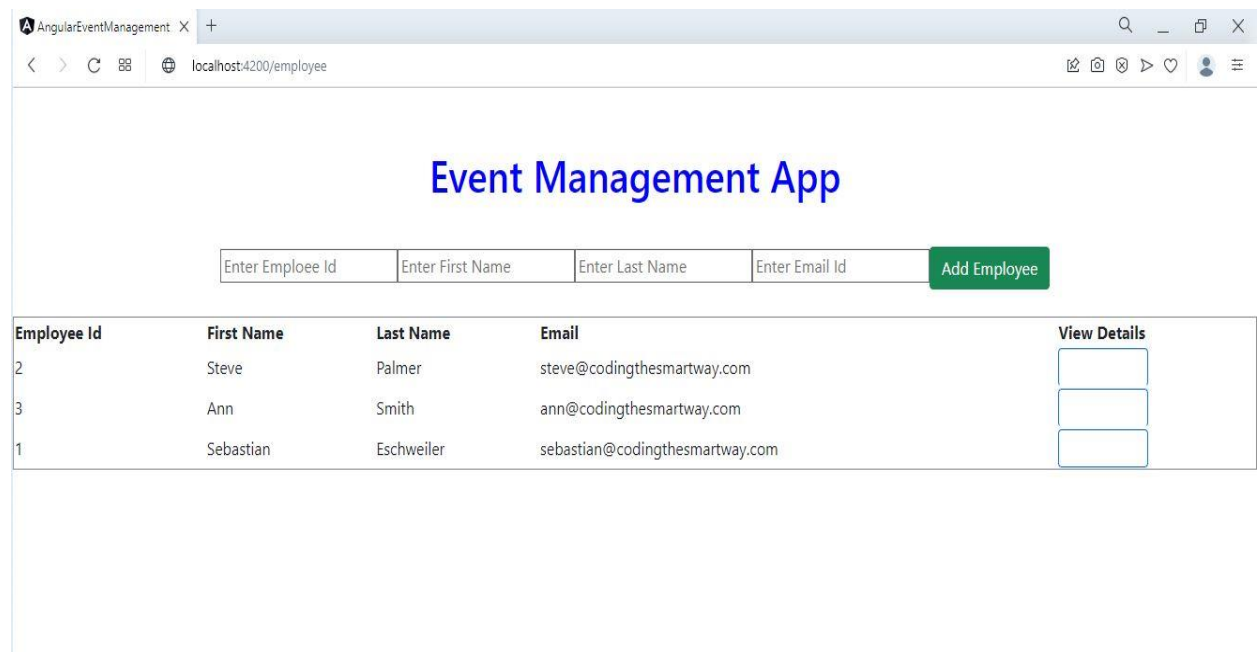 AngularEventManagement
localhost:4200/employee
Event Management App
Enter Emploee Id Enter First Name Enter Last Name Enter Email Id Add Employee
Employee Id First Name Last Name Email View Details
2 Steve Palmer steve@codingthesmartway.com
3 Ann Smith ann@codingthesmartway.com
1 Sebastian Eschweiler sebastian@codingthesmartway.com